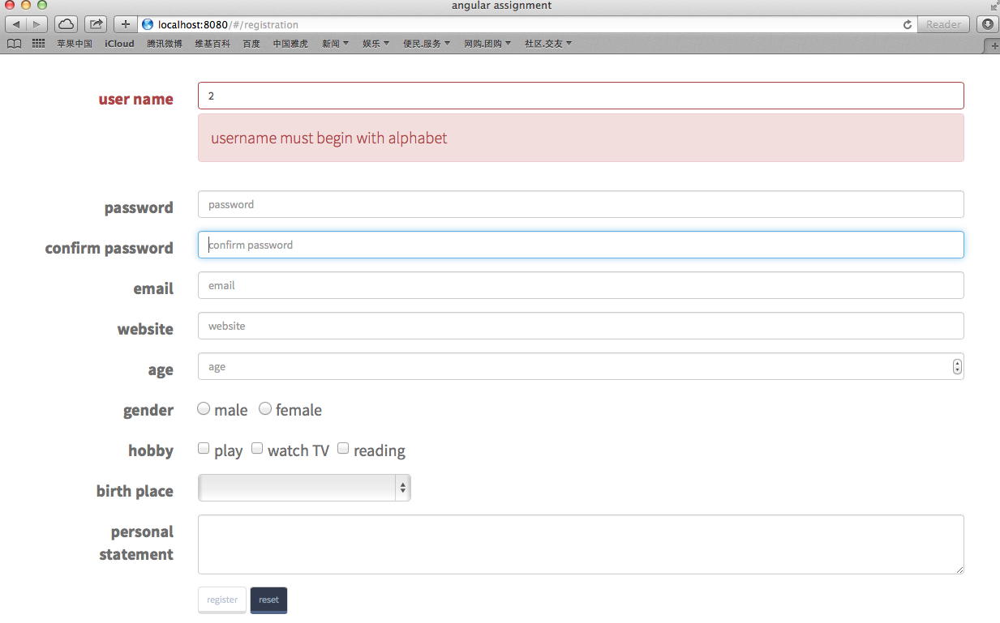 angular assignment
localhost:8080/#/registration
Reader
苹果中国 iCloud 腾讯微博 维基百科 百度 中国雅虎 新闻 娱乐 便民.服务 网购.团购 社区.交友
user name 2
username must begin with alphabet
password password
confirm password confirm password
email email
website website
age age
gender male female
hobby play watch TV reading
birth place
personal
statement
register reset